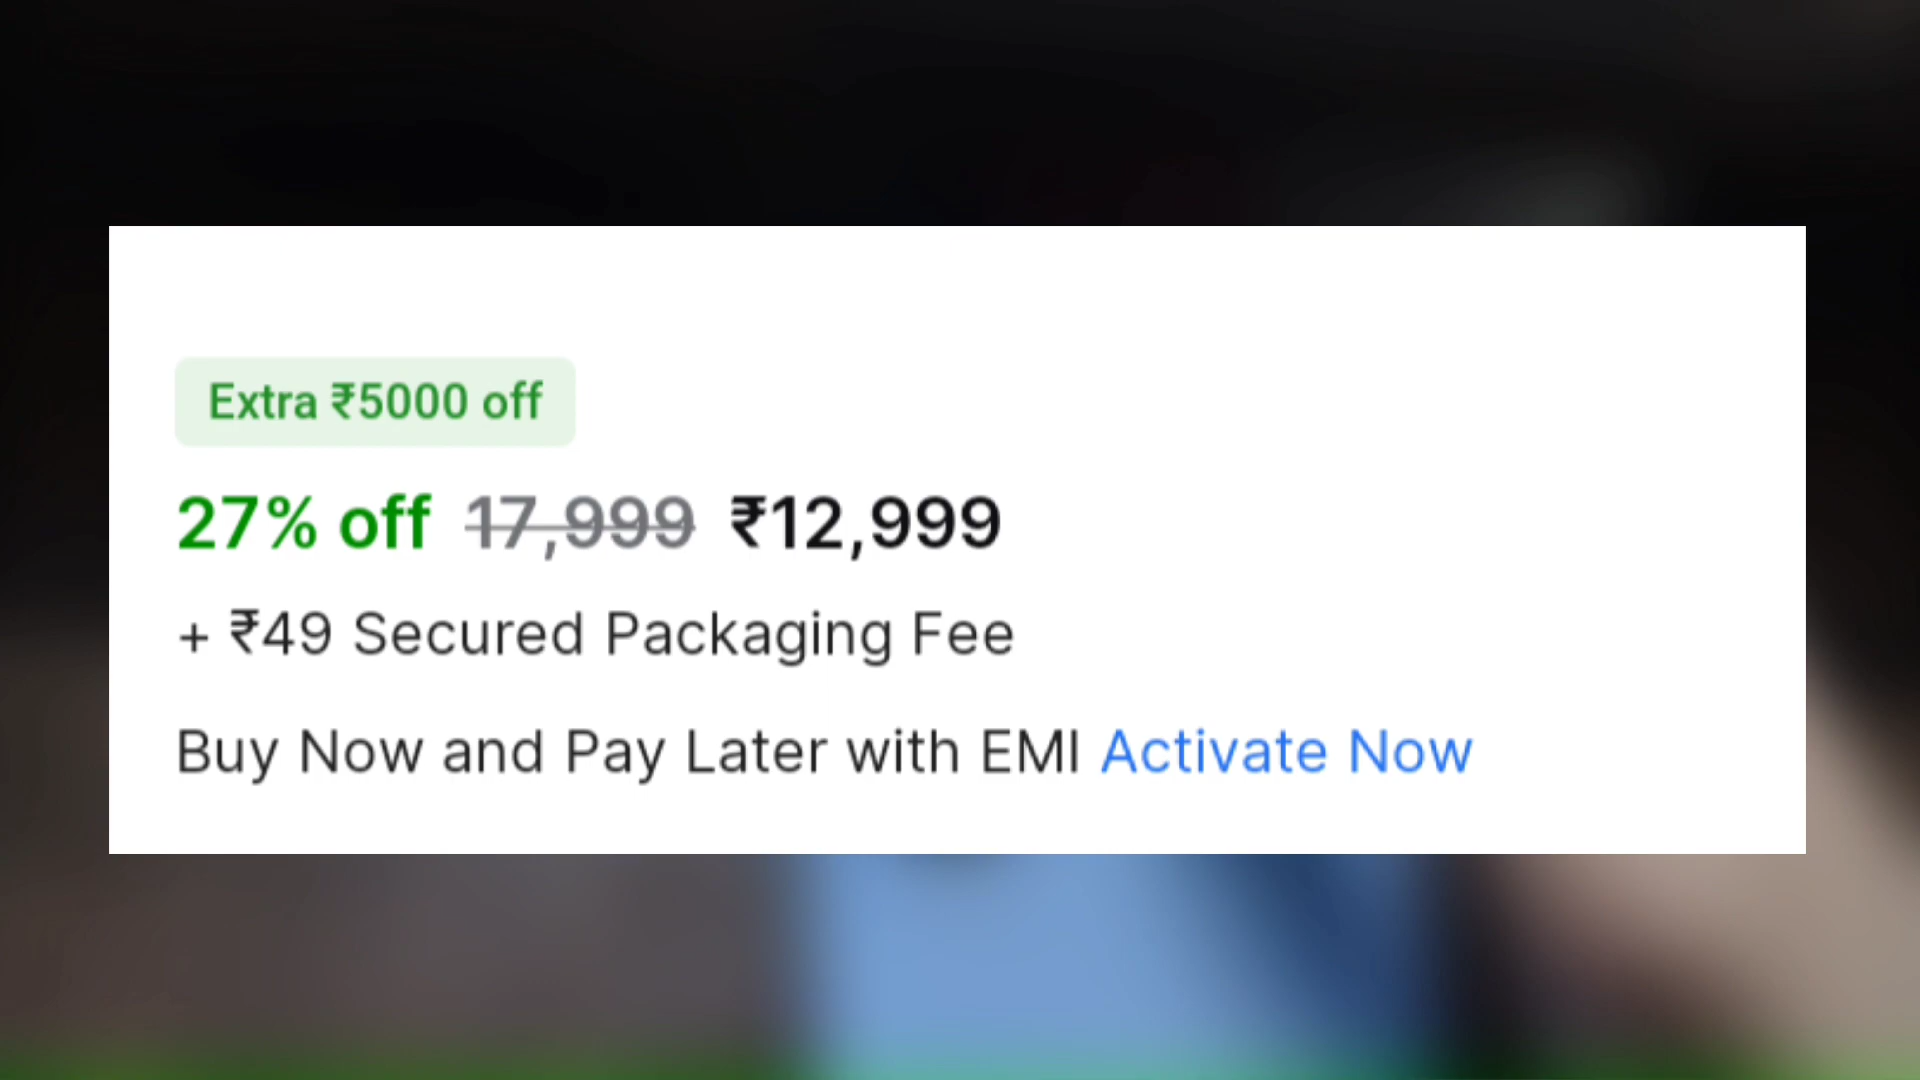 Extra ₹5000 off
27% off 17,999 ₹12,999
+ ₹49 Secured Packaging Fee
Buy Now and Pay Later with EMI Activate Now